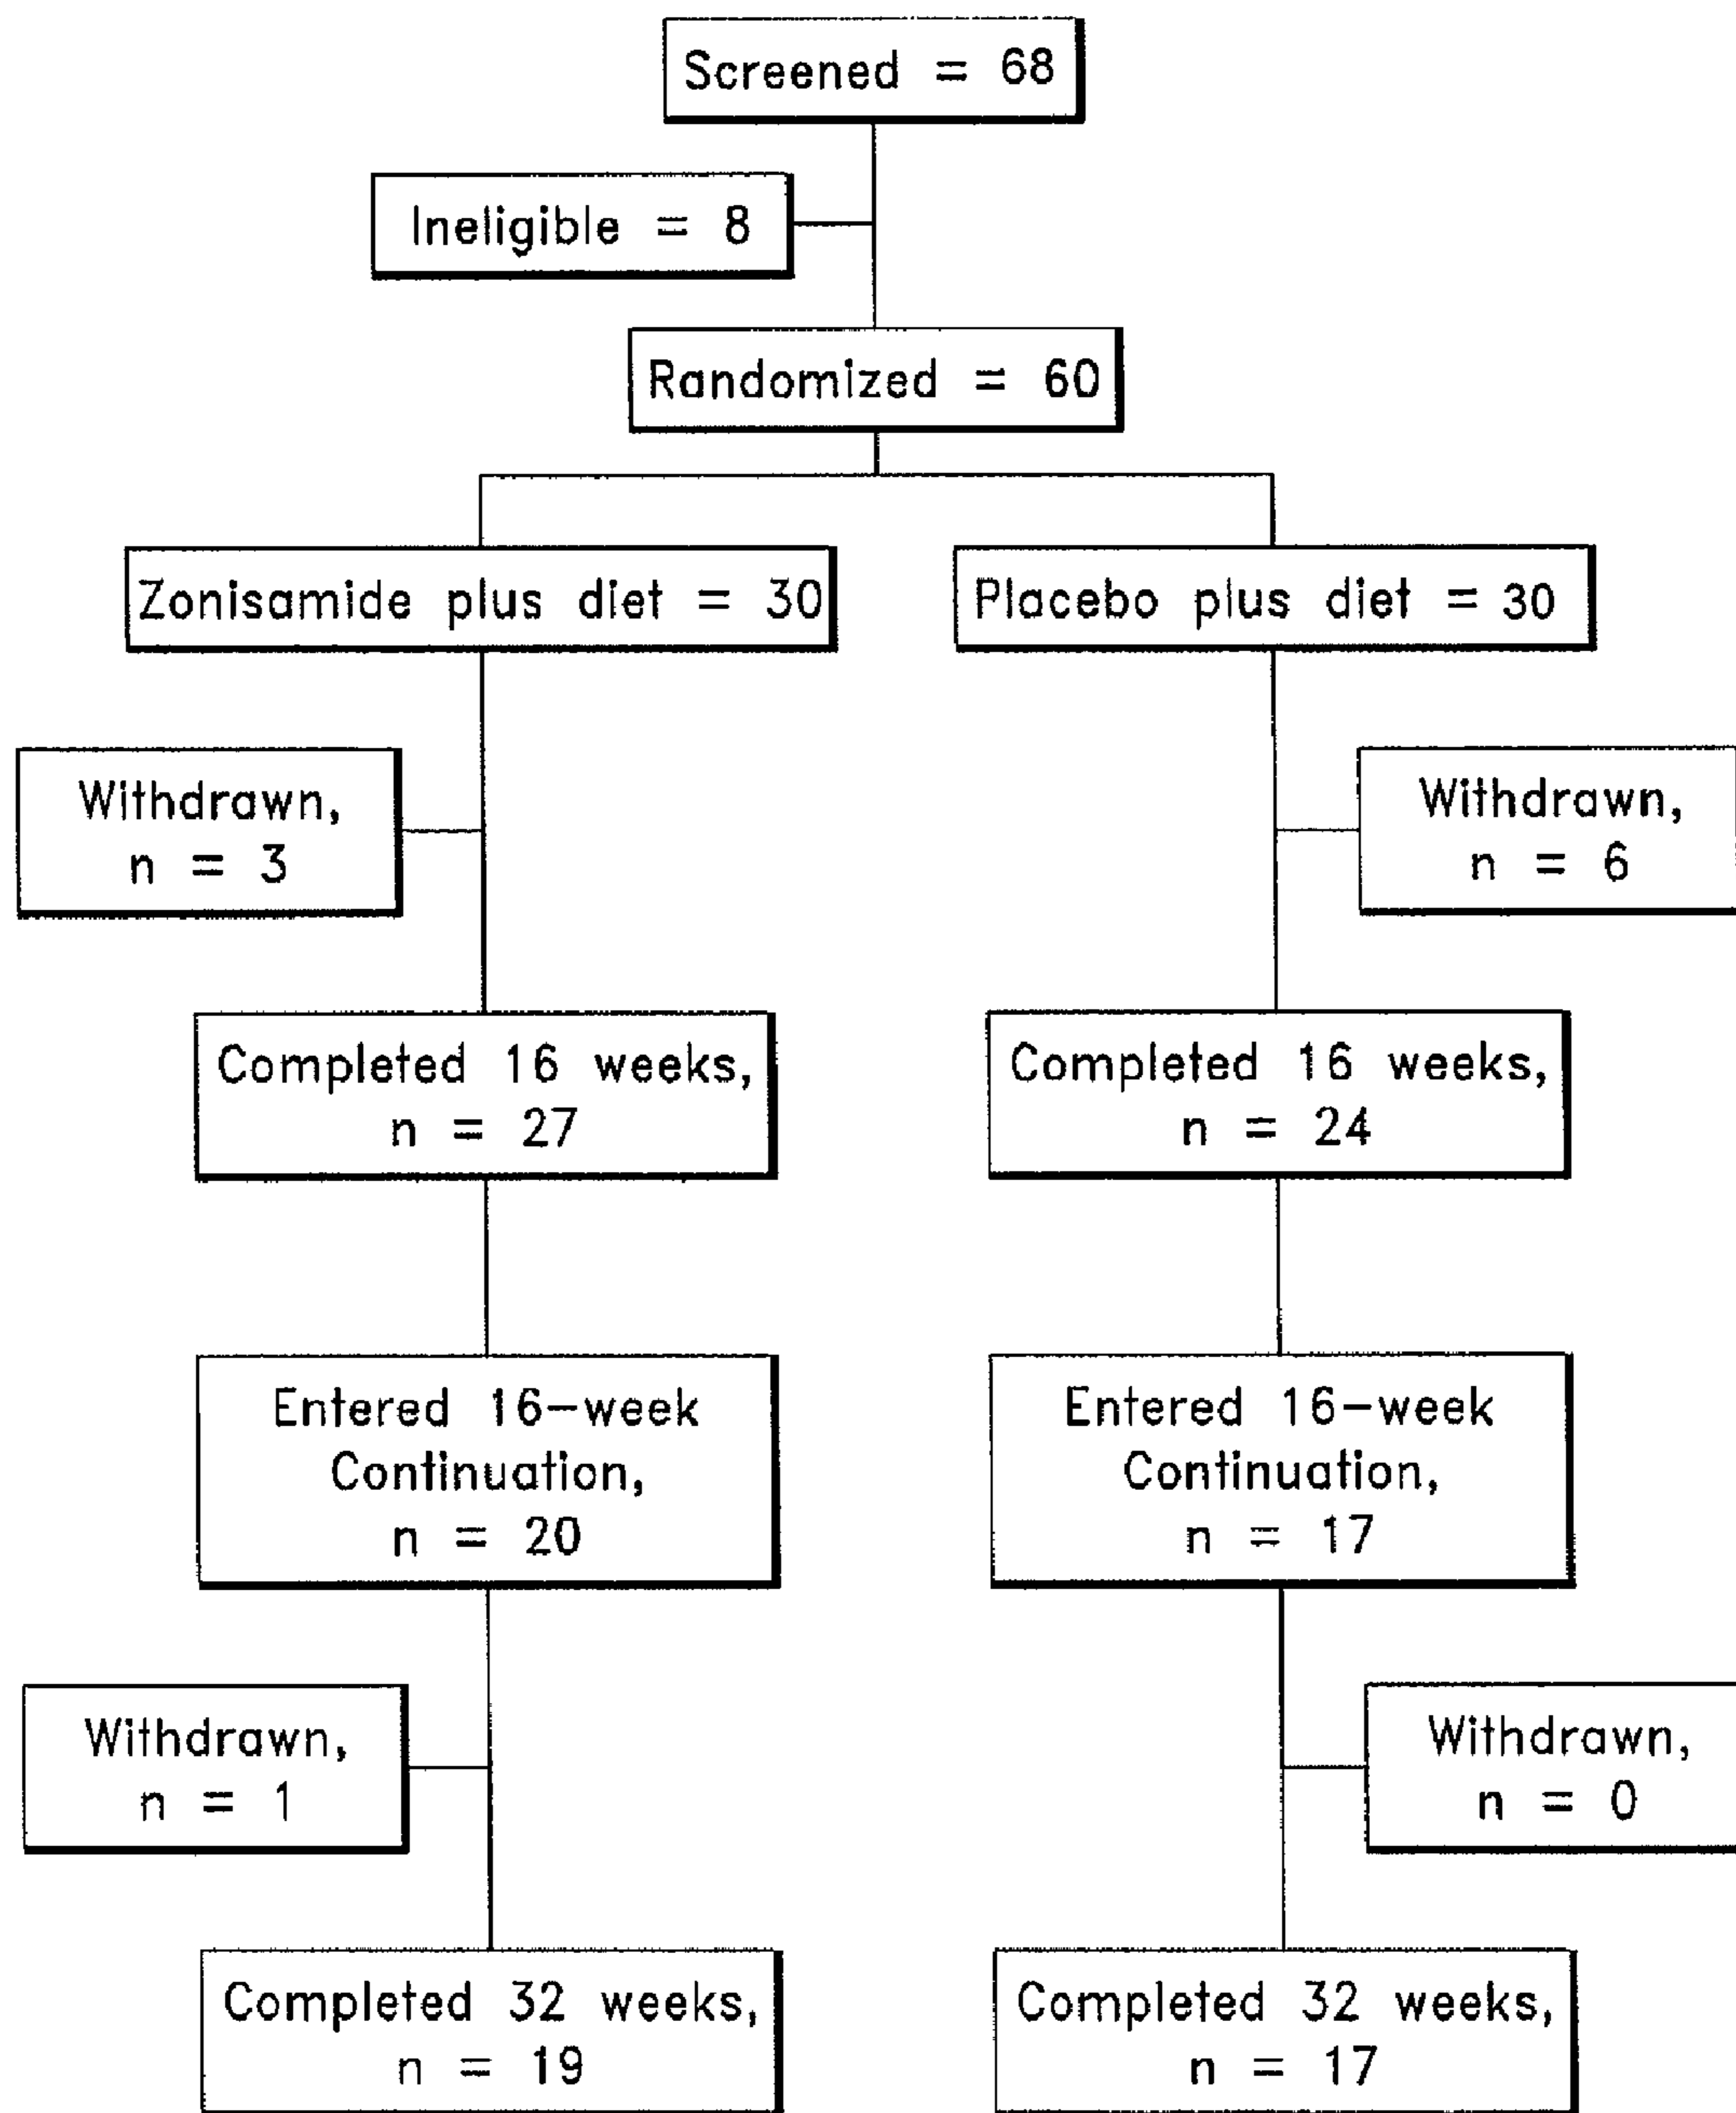 Screened = 68
Ineligible = 8
Randomized = 60
Zonisamide plus diet = 30
Placebo plus diet = 30
Withdrawn,
n = 3
Withdrawn,
n = 6
Completed 16 weeks,
n = 27
Completed 16 weeks,
n = 24
Entered 16-week
Continuation,
n = 20
Entered 16-week
Continuation,
n = 17
Withdrawn,
n = 1
Withdrawn,
n = 0
Completed 32 weeks,
n = 19
Completed 32 weeks,
n = 17